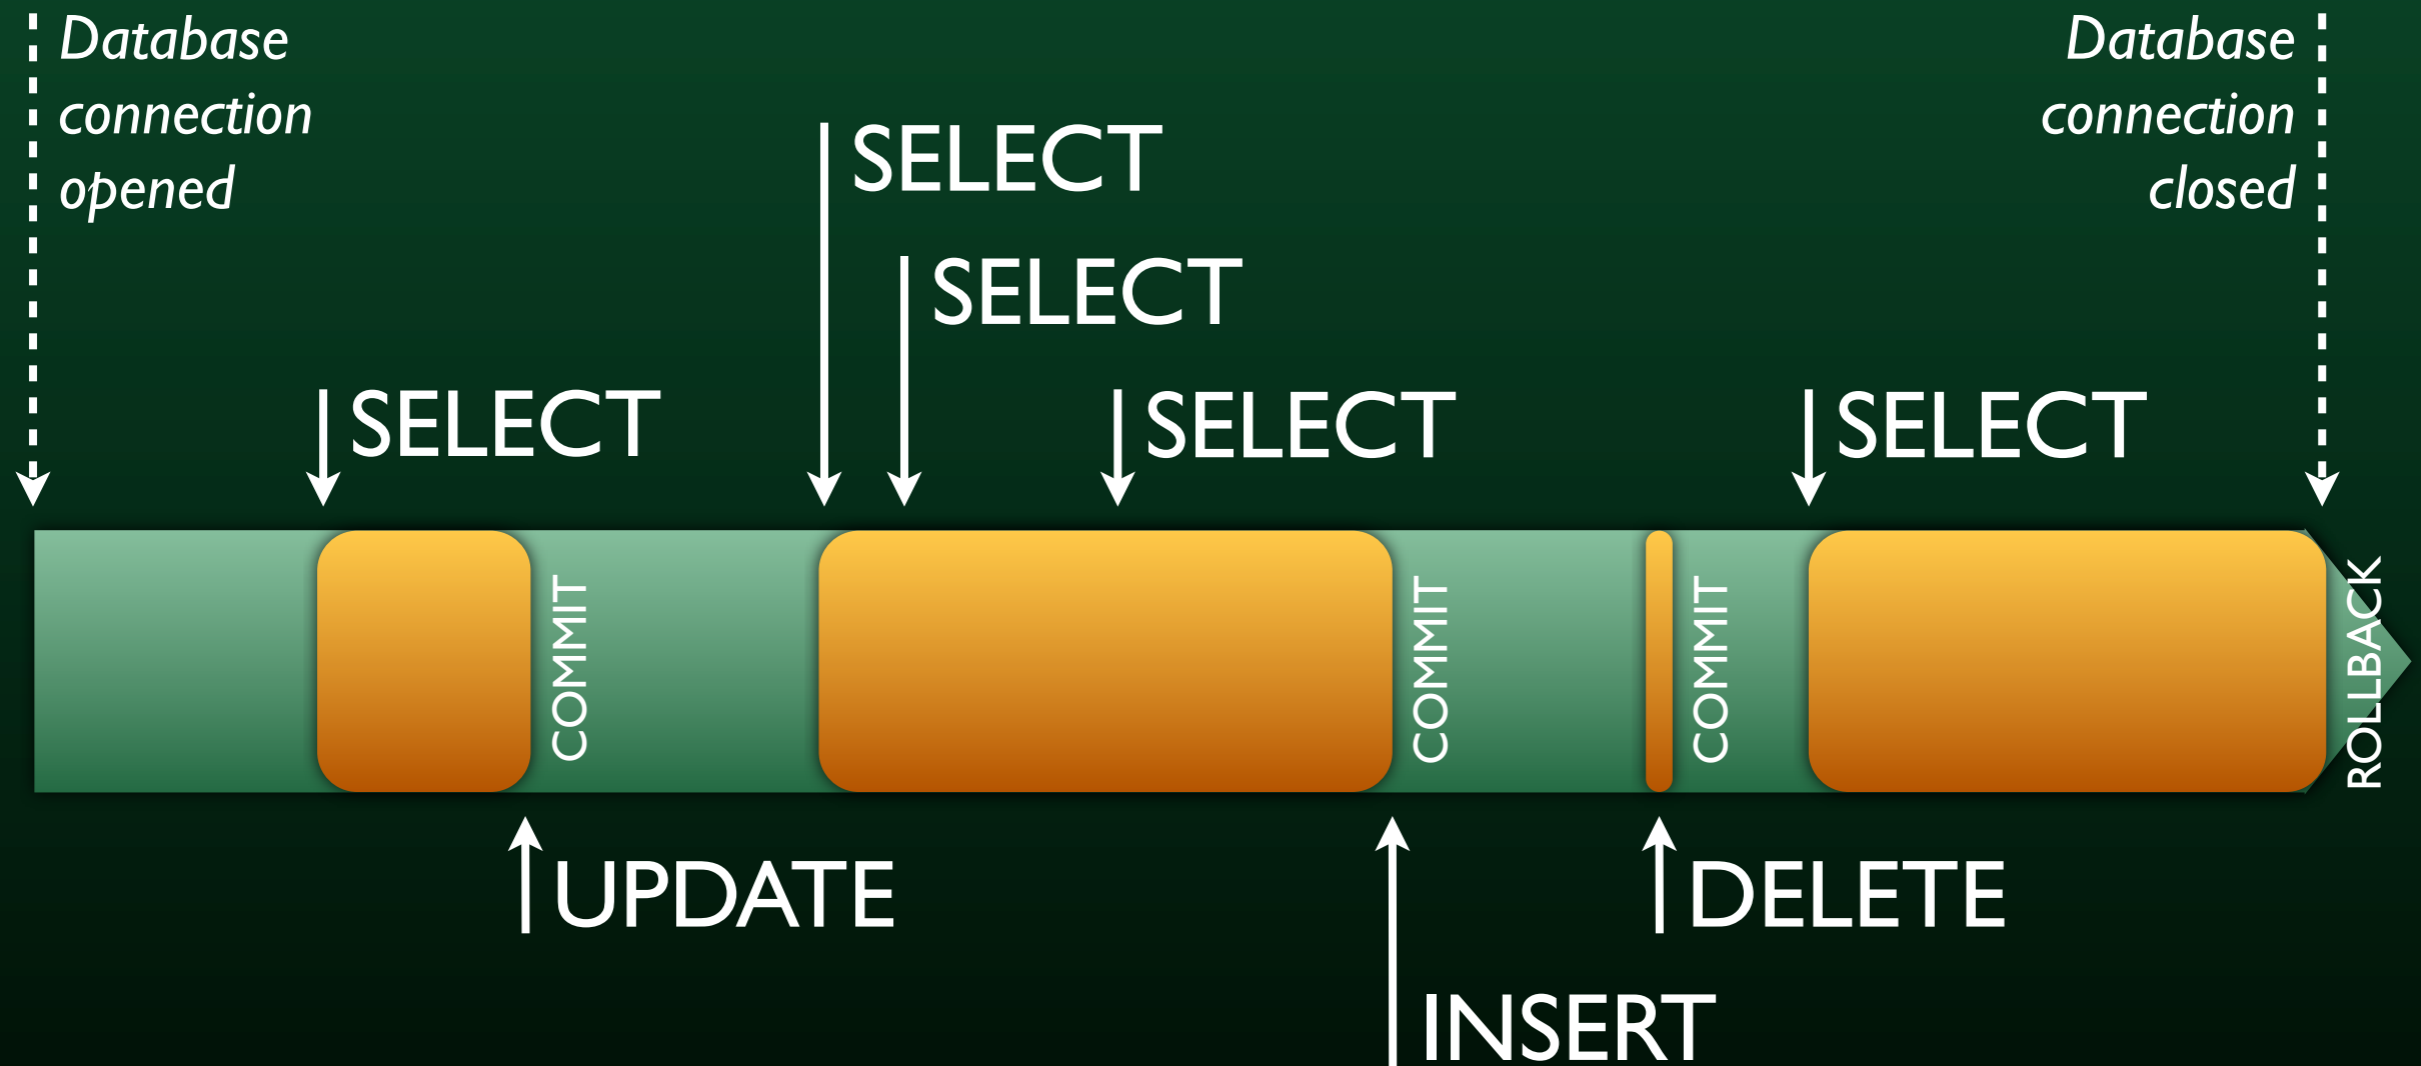 Database
connection
opened
Database
connection
closed
SELECT
SELECT
SELECT
SELECT
SELECT
COMMIT
COMMIT
COMMIT
ROLLBACK
UPDATE
DELETE
INSERT